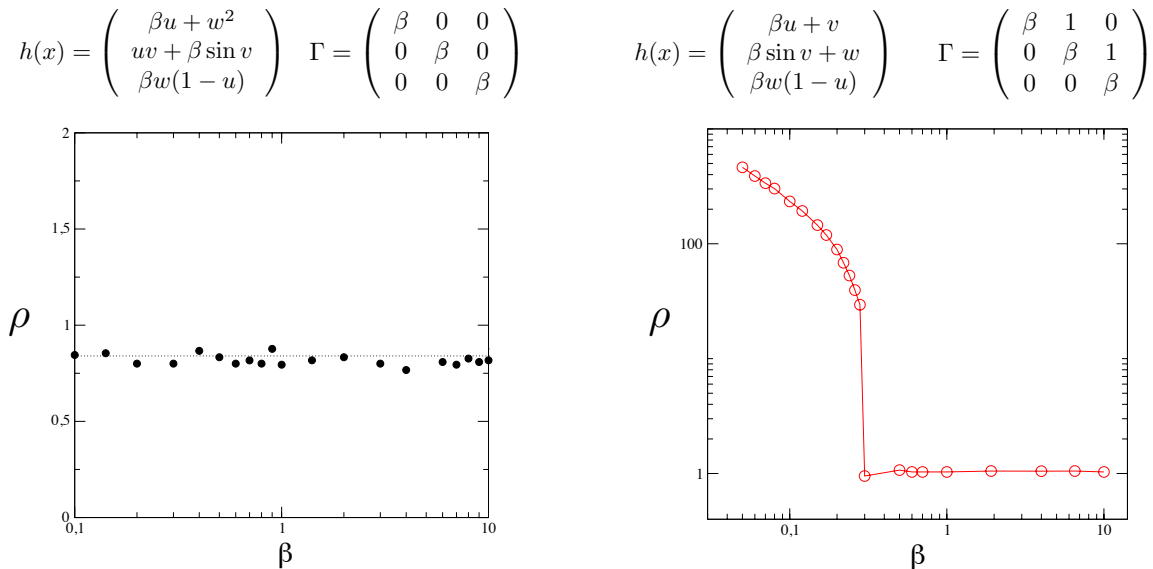 h(x) = ( βu + w² ; uv + β sin v ; βw(1 − u) )   Γ = ( β 0 0 ; 0 β 0 ; 0 0 β )
2
1,5
1
0,5
0
ρ
0,1 1 10
β
h(x) = ( βu + v ; β sin v + w ; βw(1 − u) )   Γ = ( β 1 0 ; 0 β 1 ; 0 0 β )
100
1
ρ
0,1 1 10
β